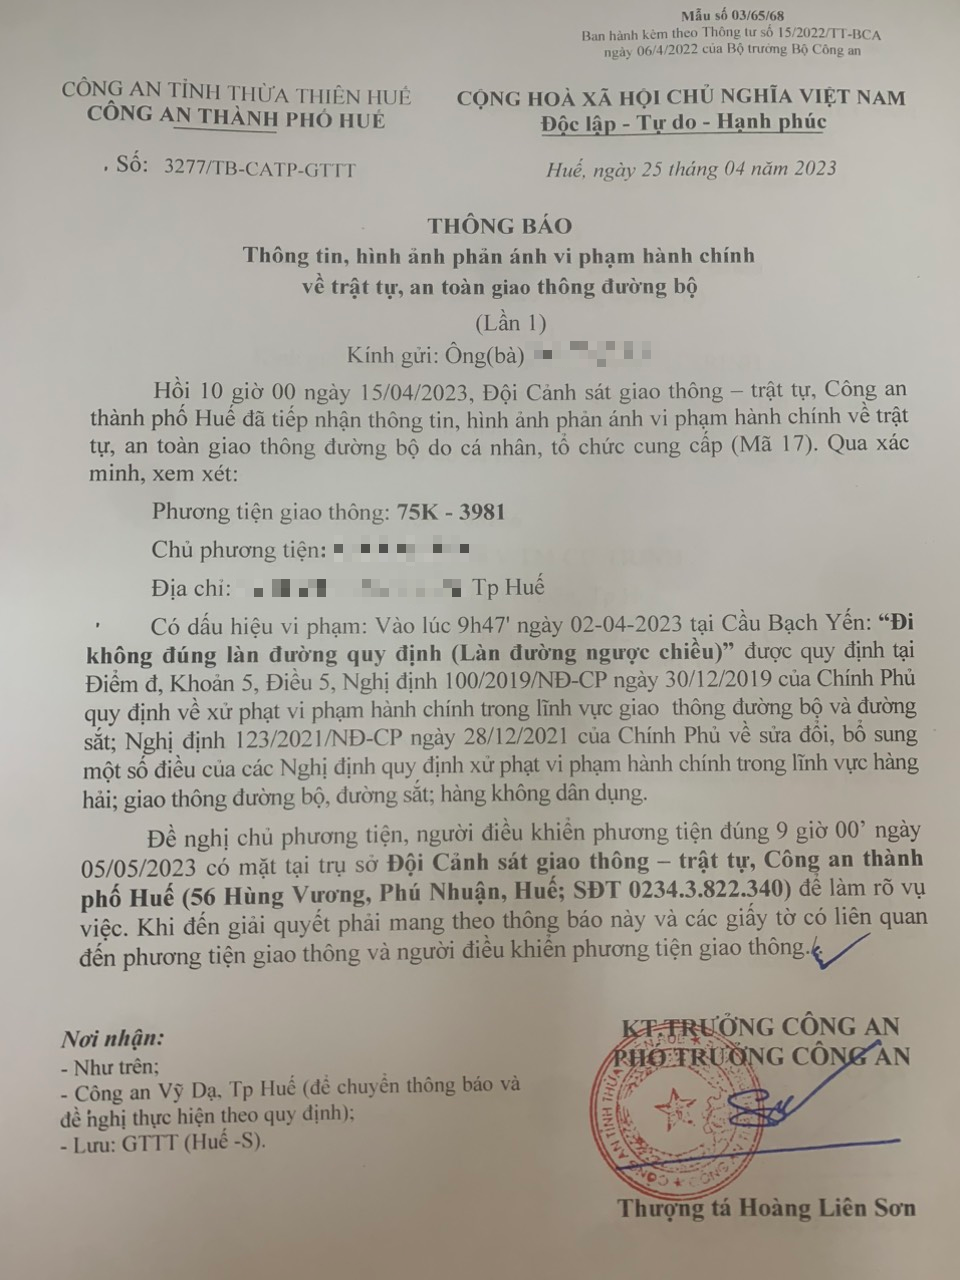 Mẫu số 03/65/68
Ban hành kèm theo Thông tư số 15/2022/TT-BCA
ngày 06/4/2022 của Bộ trưởng Bộ Công an
CÔNG AN TỈNH THỪA THIÊN HUẾ
CÔNG AN THÀNH PHỐ HUẾ
Số: 3277/TB-CATP-GTTT
CỘNG HOÀ XÃ HỘI CHỦ NGHĨA VIỆT NAM
Độc lập - Tự do - Hạnh phúc
Huế, ngày 25 tháng 04 năm 2023
THÔNG BÁO
Thông tin, hình ảnh phản ánh vi phạm hành chính
về trật tự, an toàn giao thông đường bộ
(Lần 1)
Kính gửi: Ông(bà)
Hồi 10 giờ 00 ngày 15/04/2023, Đội Cảnh sát giao thông – trật tự, Công an
thành phố Huế đã tiếp nhận thông tin, hình ảnh phản ánh vi phạm hành chính về trật
tự, an toàn giao thông đường bộ do cá nhân, tổ chức cung cấp (Mã 17). Qua xác
minh, xem xét:
Phương tiện giao thông: 75K - 3981
Chủ phương tiện:
Địa chỉ: Tp Huế
Có dấu hiệu vi phạm: Vào lúc 9h47' ngày 02-04-2023 tại Cầu Bạch Yến: “Đi
không đúng làn đường quy định (Làn đường ngược chiều)” được quy định tại
Điểm đ, Khoản 5, Điều 5, Nghị định 100/2019/NĐ-CP ngày 30/12/2019 của Chính Phủ
quy định về xử phạt vi phạm hành chính trong lĩnh vực giao thông đường bộ và đường
sắt; Nghị định 123/2021/NĐ-CP ngày 28/12/2021 của Chính Phủ về sửa đổi, bổ sung
một số điều của các Nghị định quy định xử phạt vi phạm hành chính trong lĩnh vực hàng
hải; giao thông đường bộ, đường sắt; hàng không dân dụng.
Đề nghị chủ phương tiện, người điều khiển phương tiện đúng 9 giờ 00’ ngày
05/05/2023 có mặt tại trụ sở Đội Cảnh sát giao thông – trật tự, Công an thành
phố Huế (56 Hùng Vương, Phú Nhuận, Huế; SĐT 0234.3.822.340) để làm rõ vụ
việc. Khi đến giải quyết phải mang theo thông báo này và các giấy tờ có liên quan
đến phương tiện giao thông và người điều khiển phương tiện giao thông.
Nơi nhận:
- Như trên;
- Công an Vỹ Dạ, Tp Huế (để chuyển thông báo và
đề nghị thực hiện theo quy định);
- Lưu: GTTT (Huế -S).
KT.TRƯỞNG CÔNG AN
PHÓ TRƯỞNG CÔNG AN
Thượng tá Hoàng Liên Sơn